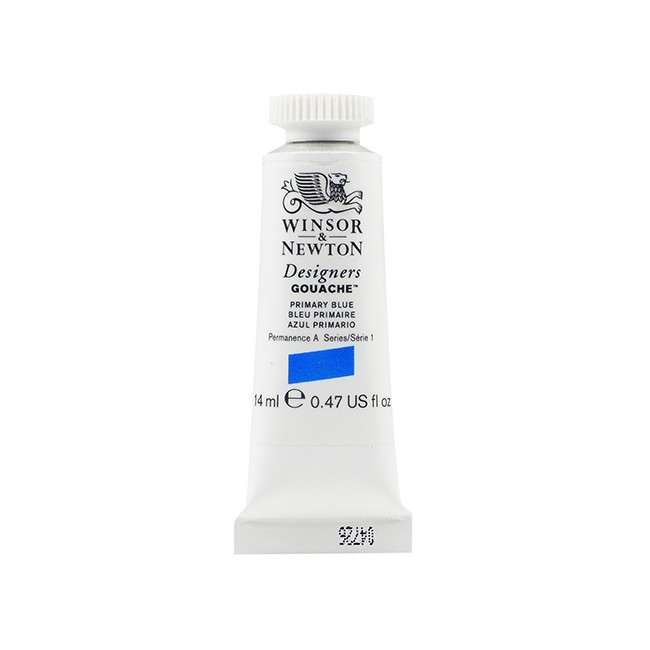 WINSOR
&
NEWTON
Designers
GOUACHE™
PRIMARY BLUE
BLEU PRIMAIRE
AZUL PRIMARIO
Permanence A Series/Série 1
14 ml ℮ 0.47 US fl oz